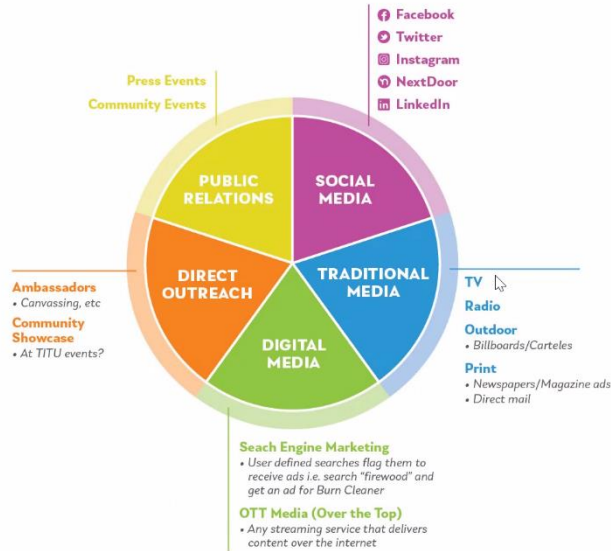 Facebook
Twitter
Instagram
NextDoor
LinkedIn
Press Events
Community Events
PUBLIC
RELATIONS
SOCIAL
MEDIA
DIRECT
OUTREACH
TRADITIONAL
MEDIA
DIGITAL
MEDIA
Ambassadors
• Canvassing, etc
Community
Showcase
• At TITU events?
TV
Radio
Outdoor
• Billboards/Carteles
Print
• Newspapers/Magazine ads
• Direct mail
Seach Engine Marketing
• User defined searches flag them to
receive ads i.e. search "firewood" and
get an ad for Burn Cleaner
OTT Media (Over the Top)
• Any streaming service that delivers
content over the internet